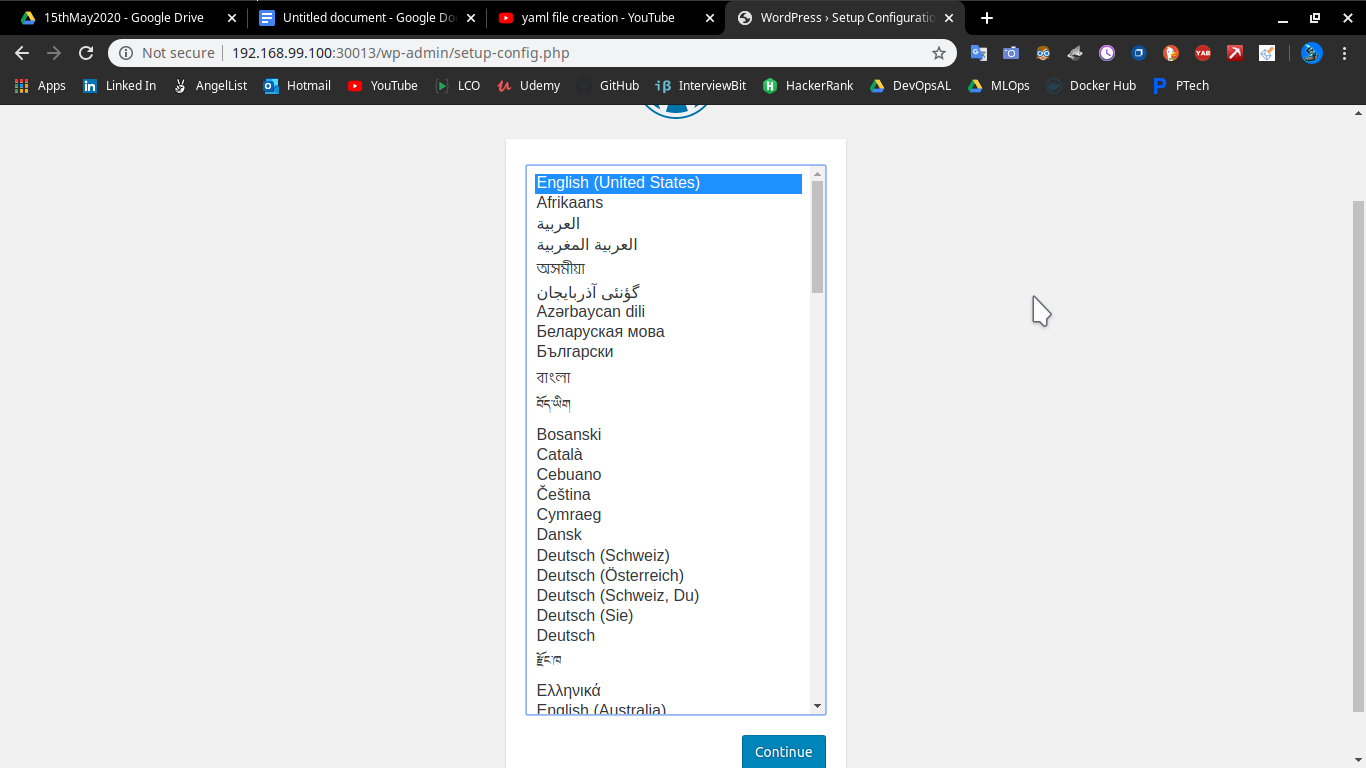 15thMay2020 - Google Drive
Untitled document - Google Do
yaml file creation - YouTube
WordPress › Setup Configuratio
Not secure
192.168.99.100:30013/wp-admin/setup-config.php
YAB
Apps
Linked In
AngelList
Hotmail
YouTube
LCO
Udemy
GitHub
InterviewBit
HackerRank
DevOpsAL
MLOps
Docker Hub
PTech
English (United States)
Afrikaans
العربية
العربية المغربية
অসমীয়া
گؤنئی آذربایجان
Azərbaycan dili
Беларуская мова
Български
বাংলা
བོད་ཡིག
Bosanski
Català
Cebuano
Čeština
Cymraeg
Dansk
Deutsch (Schweiz)
Deutsch (Österreich)
Deutsch (Schweiz, Du)
Deutsch (Sie)
Deutsch
རྫོང་ཁ
Ελληνικά
English (Australia)
Continue